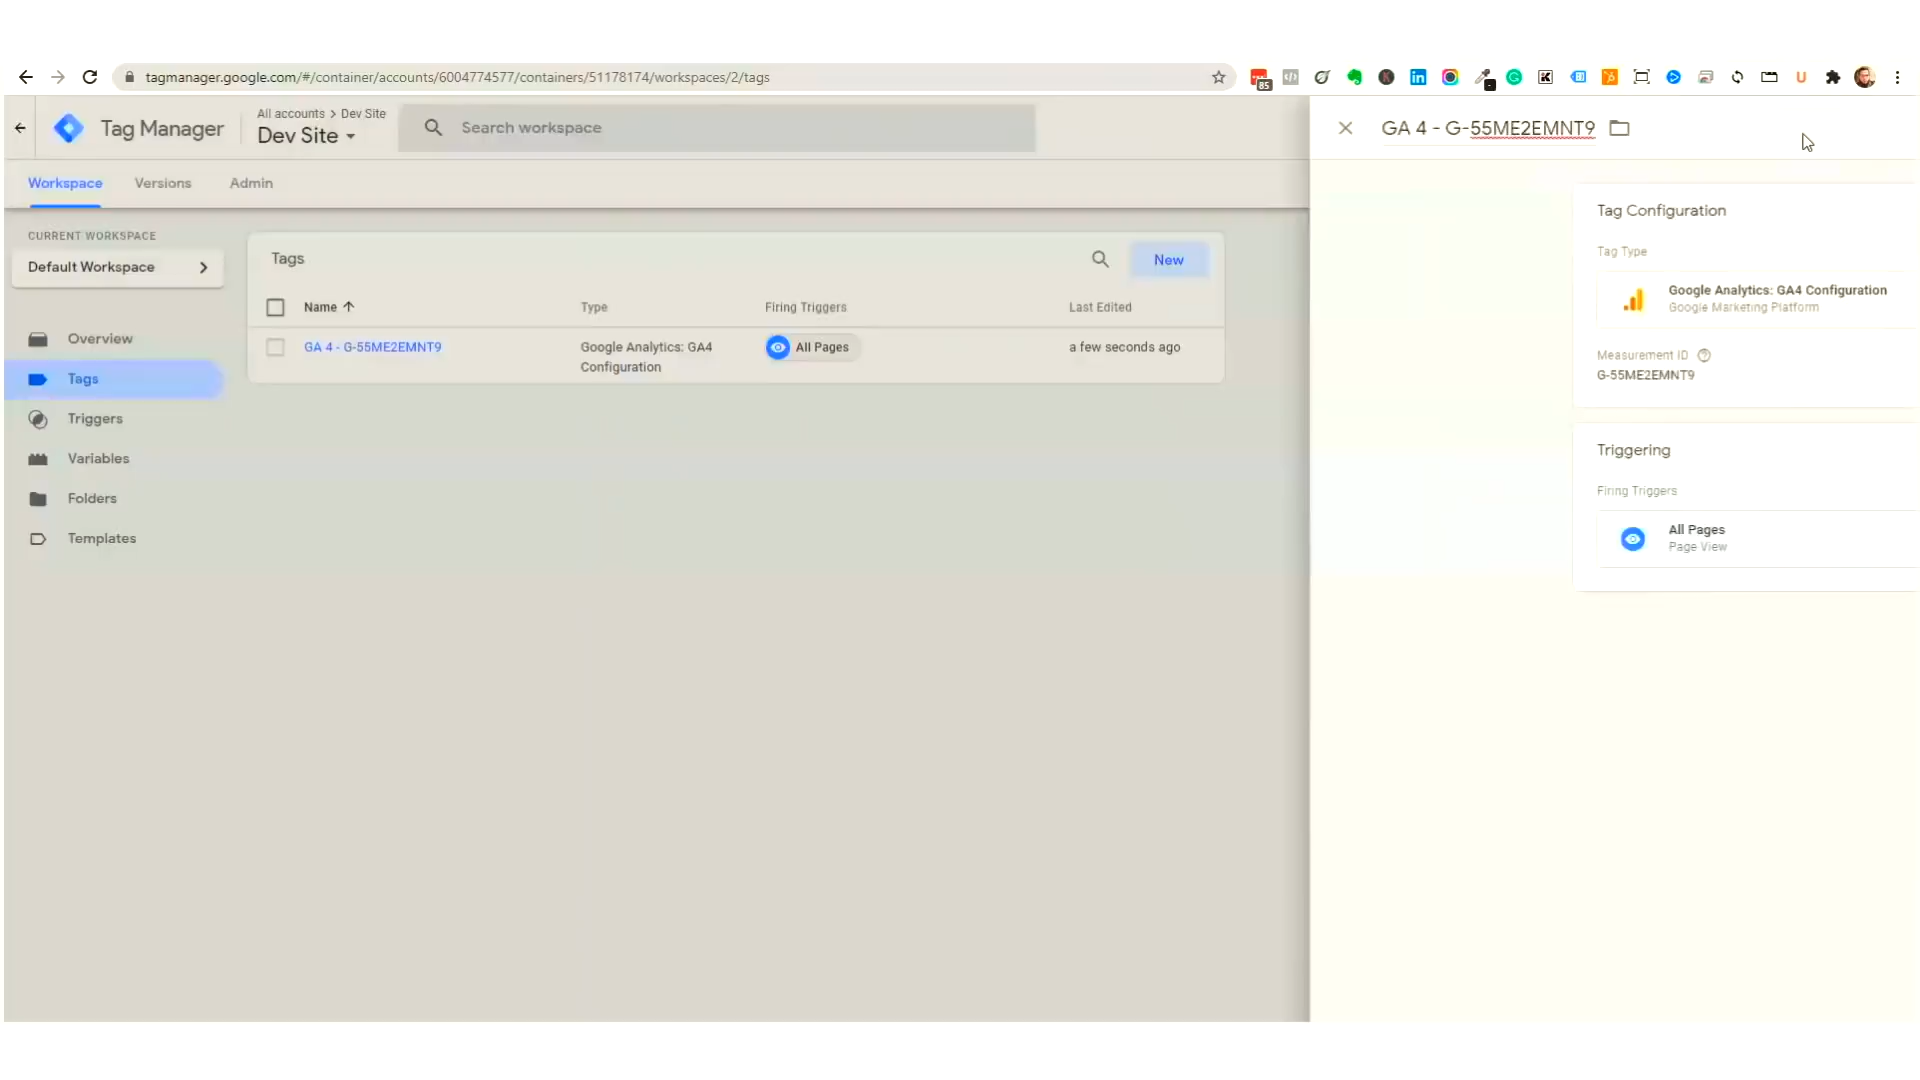 tagmanager.google.com/#/container/accounts/6004774577/containers/51178174/workspaces/2/tags
85
Tag Manager
All accounts > Dev Site
Dev Site
Search workspace
GA 4 - G-55ME2EMNT9
Workspace
Versions
Admin
CURRENT WORKSPACE
Default Workspace
Overview
Tags
Triggers
Variables
Folders
Templates
Tags
New
Name
Type
Firing Triggers
Last Edited
GA 4 - G-55ME2EMNT9
Google Analytics: GA4
Configuration
All Pages
a few seconds ago
Tag Configuration
Tag Type
Google Analytics: GA4 Configuration
Google Marketing Platform
Measurement ID
G-55ME2EMNT9
Triggering
Firing Triggers
All Pages
Page View